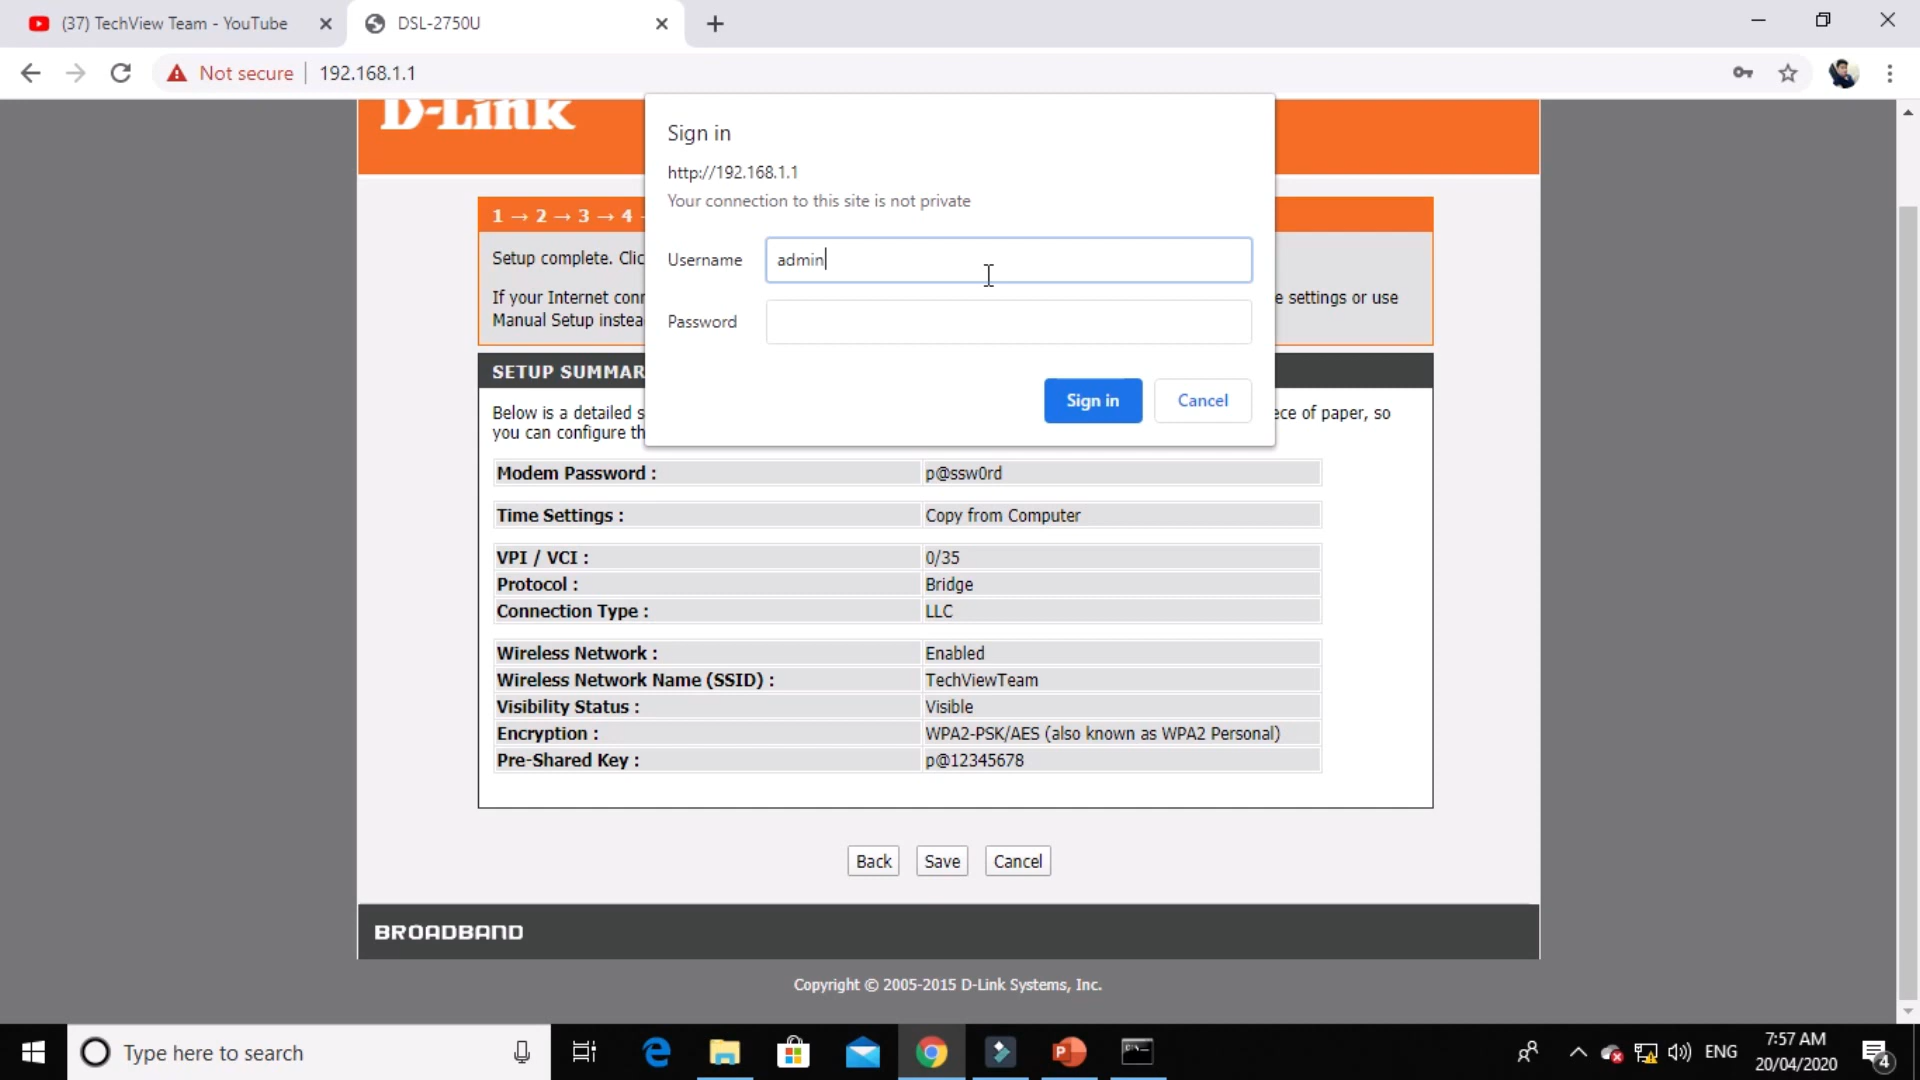 (37) TechView Team - YouTube
DSL-2750U
Not secure
192.168.1.1
D-Link
Sign in
http://192.168.1.1
Your connection to this site is not private
Username
admin
Password
Sign in
Cancel
1 → 2 → 3 → 4
Setup complete. Clic
If your Internet conn
e settings or use
Manual Setup instea
SETUP SUMMAR
Below is a detailed s
ece of paper, so
you can configure th
Modem Password :
p@ssw0rd
Time Settings :
Copy from Computer
VPI / VCI :
0/35
Protocol :
Bridge
Connection Type :
LLC
Wireless Network :
Enabled
Wireless Network Name (SSID) :
TechViewTeam
Visibility Status :
Visible
Encryption :
WPA2-PSK/AES (also known as WPA2 Personal)
Pre-Shared Key :
p@12345678
Back
Save
Cancel
BROADBAND
Copyright © 2005-2015 D-Link Systems, Inc.
Type here to search
ENG
7:57 AM
20/04/2020
4